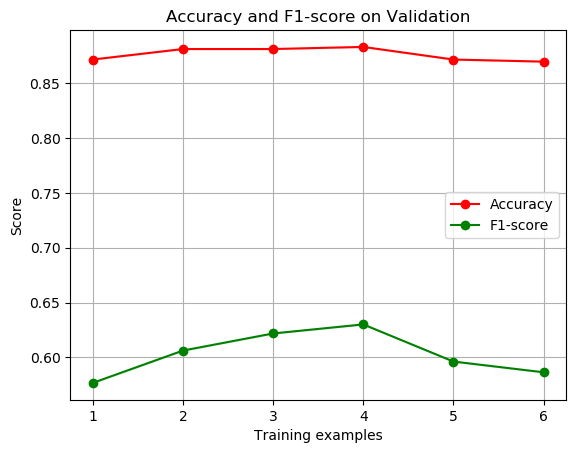 Accuracy and F1-score on Validation
Score
0.85
0.80
0.75
0.70
0.65
0.60
Accuracy
F1-score
1 2 3 4 5 6
Training examples